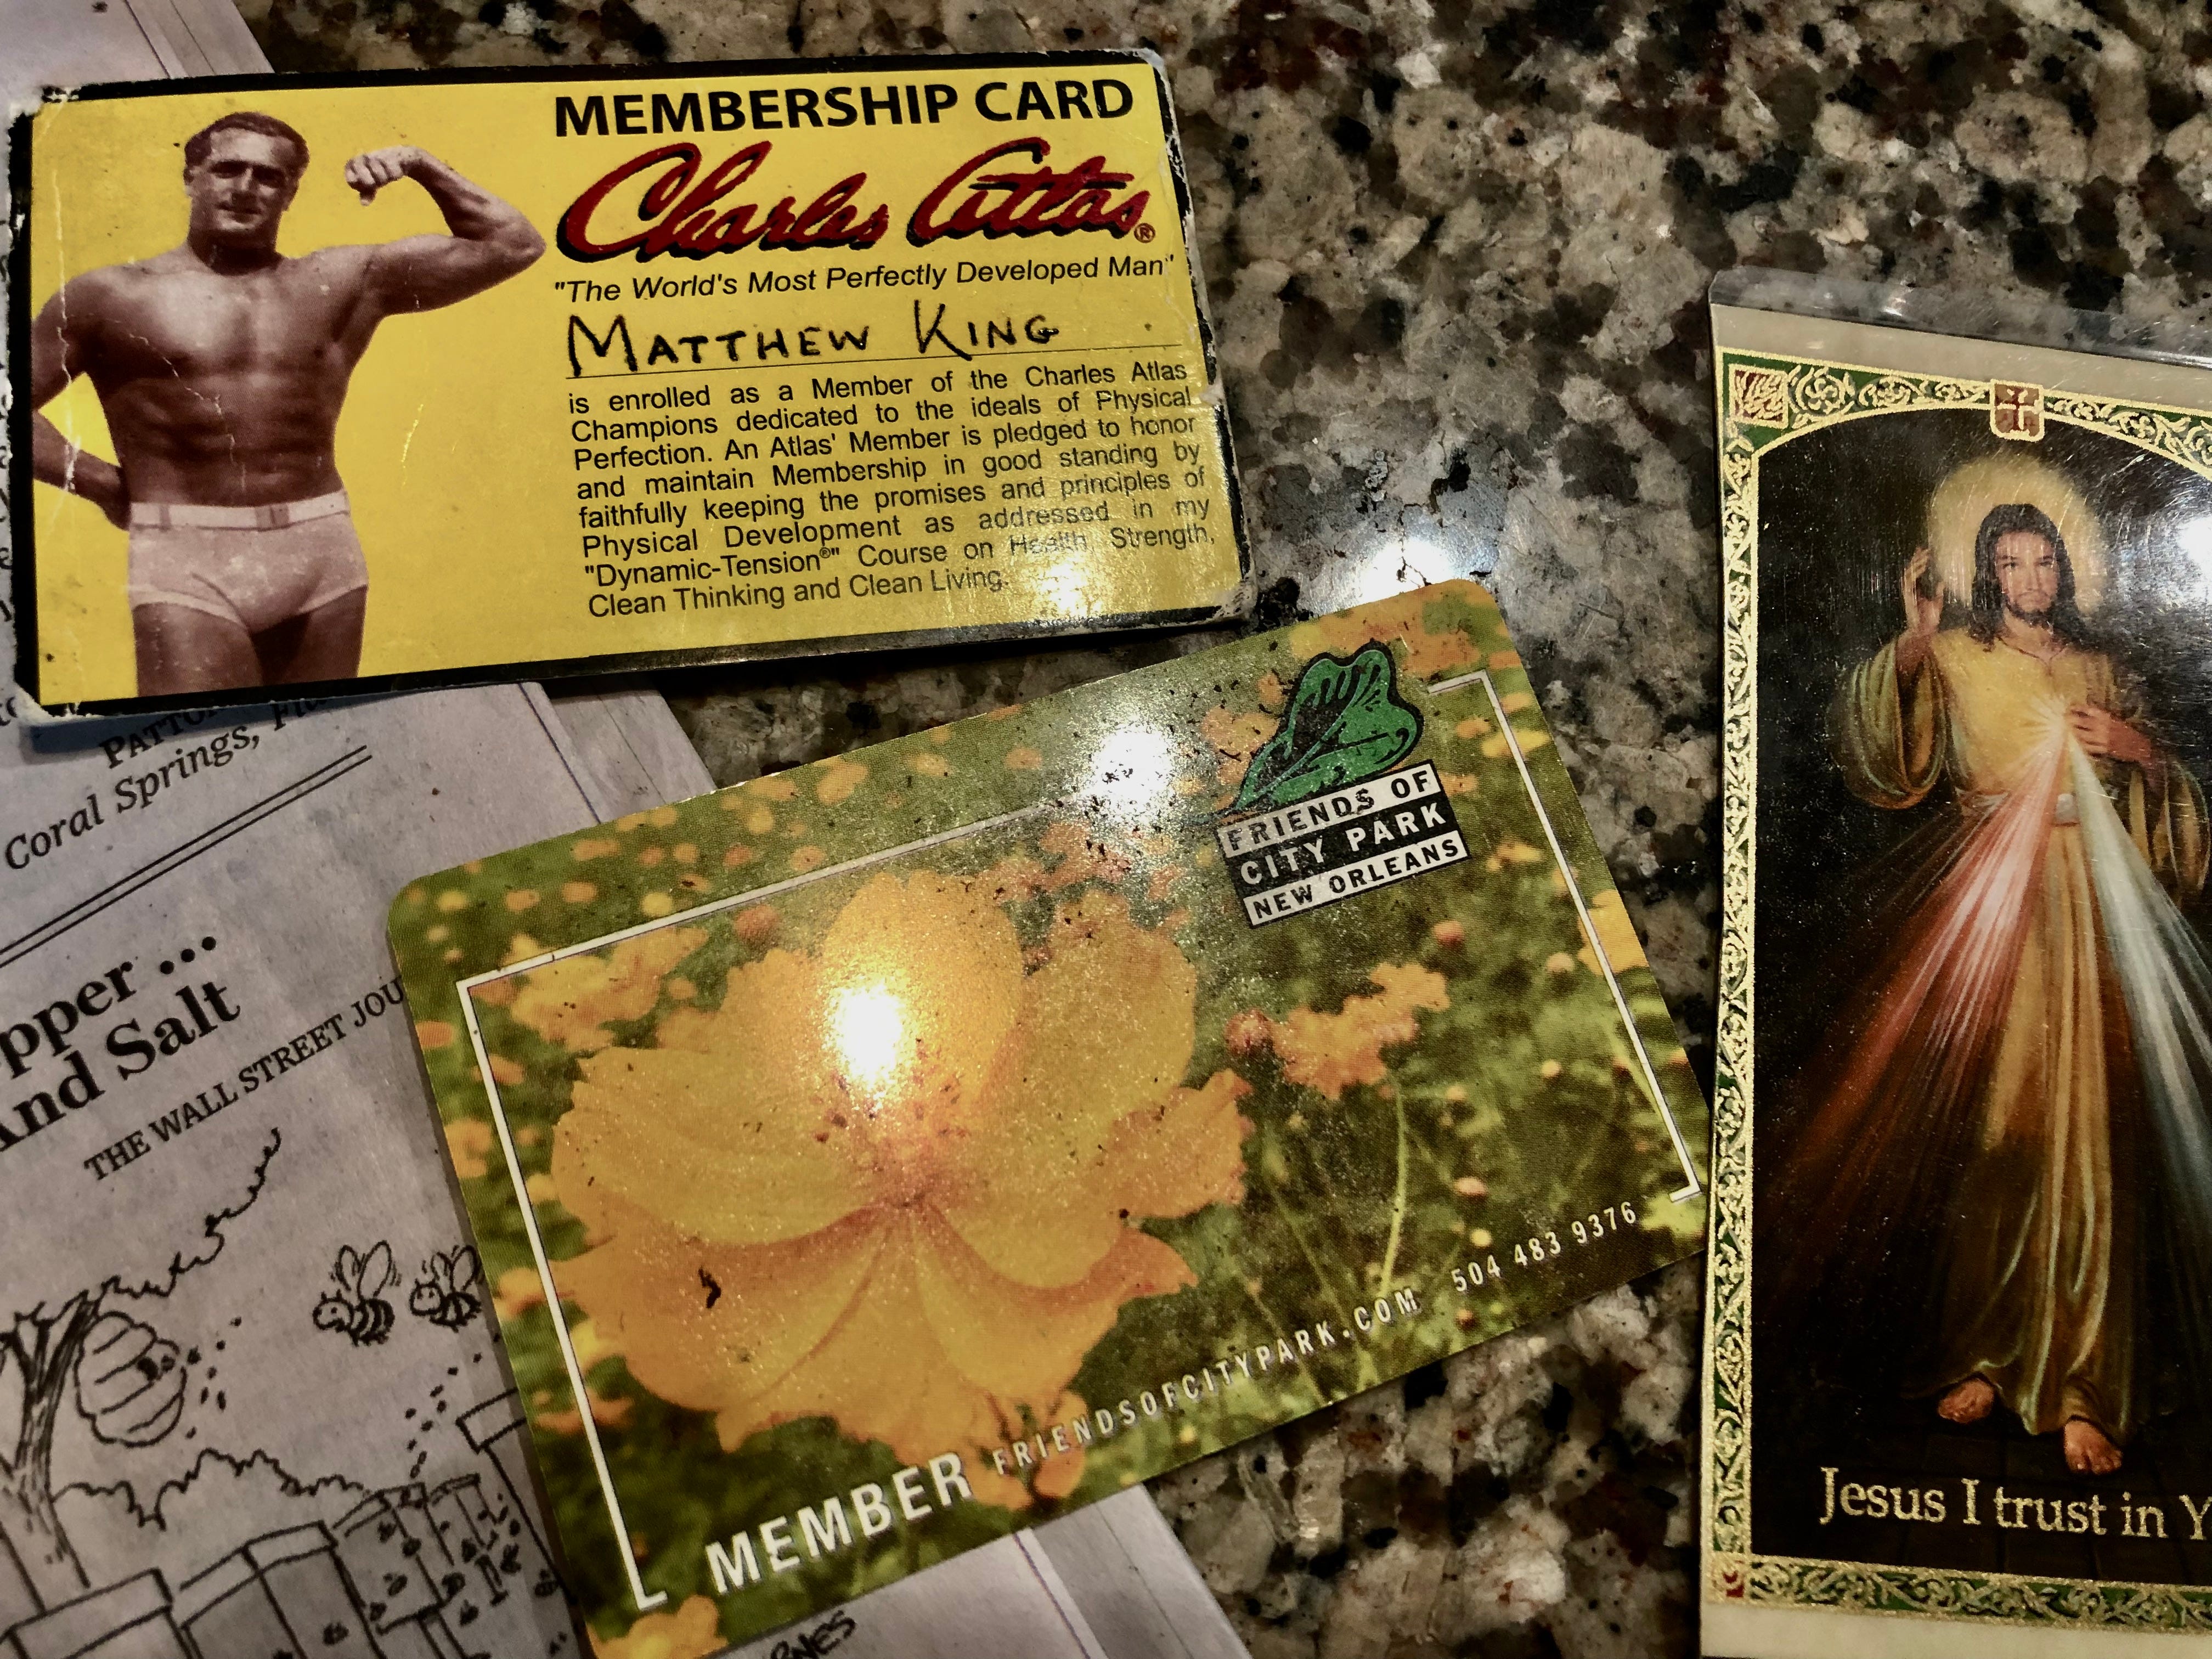 MEMBERSHIP CARD
Charles Atlas®
"The World's Most Perfectly Developed Man"
MATTHEW KING
is enrolled as a Member of the Charles Atlas
Champions dedicated to the ideals of Physical
Perfection. An Atlas' Member is pledged to honor
and maintain Membership in good standing by
faithfully keeping the promises and principles of
Physical Development as addressed in my
"Dynamic-Tension®" Course on Health, Strength,
Clean Thinking and Clean Living.
Coral Springs,
And Salt
THE WALL STREET
FRIENDS OF
CITY PARK
NEW ORLEANS
MEMBER FRIENDSOFCITYPARK.COM 504 483 9376
Jesus I trust in